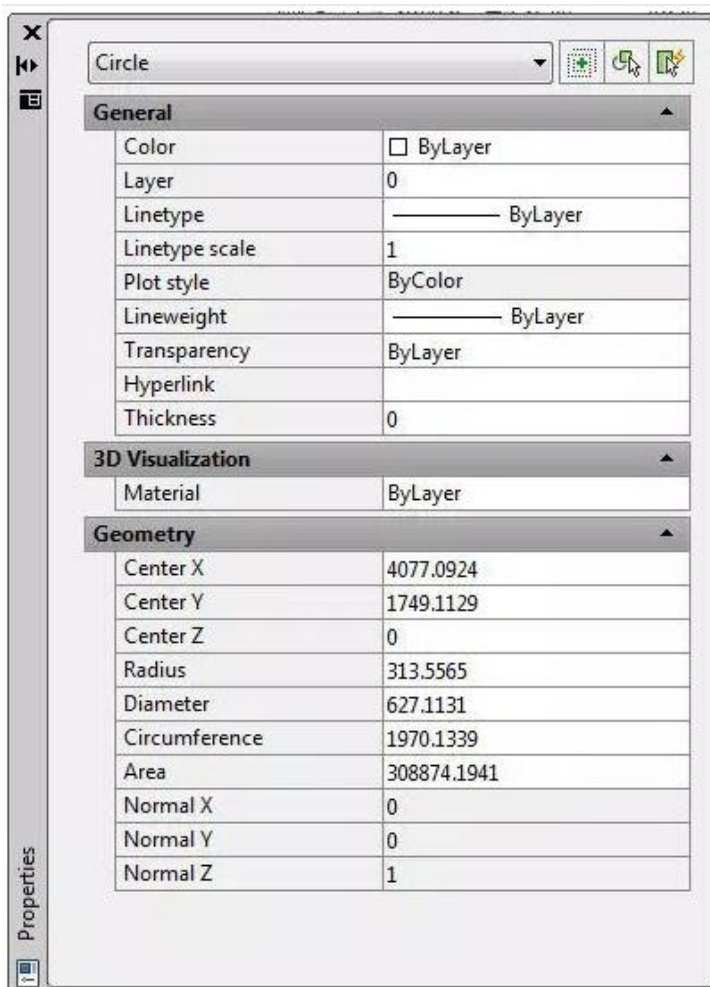 Circle
General
Color ByLayer
Layer 0
Linetype ByLayer
Linetype scale 1
Plot style ByColor
Lineweight ByLayer
Transparency ByLayer
Hyperlink
Thickness 0
3D Visualization
Material ByLayer
Geometry
Center X 4077.0924
Center Y 1749.1129
Center Z 0
Radius 313.5565
Diameter 627.1131
Circumference 1970.1339
Area 308874.1941
Normal X 0
Normal Y 0
Normal Z 1
Properties